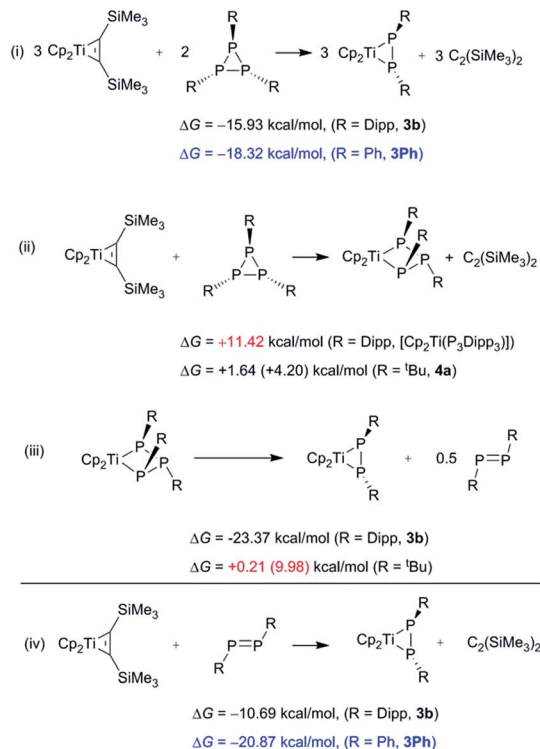 (i) 3 Cp₂Ti SiMe₃ SiMe₃ + 2 R P P P R R 3 Cp₂Ti P P R R + 3 C₂(SiMe₃)₂
ΔG = −15.93 kcal/mol, (R = Dipp, 3b)
ΔG = −18.32 kcal/mol, (R = Ph, 3Ph)
(ii) Cp₂Ti SiMe₃ SiMe₃ + R P P P R R Cp₂Ti R P R P P R + C₂(SiMe₃)₂
ΔG = +11.42 kcal/mol (R = Dipp, [Cp₂Ti(P₃Dipp₃)])
ΔG = +1.64 (+4.20) kcal/mol (R = ᵗBu, 4a)
(iii) Cp₂Ti R P R P P R Cp₂Ti R P P R + 0.5 R P P R
ΔG = -23.37 kcal/mol (R = Dipp, 3b)
ΔG = +0.21 (9.98) kcal/mol (R = ᵗBu)
(iv) Cp₂Ti SiMe₃ SiMe₃ + R P P R Cp₂Ti R P P R + C₂(SiMe₃)₂
ΔG = −10.69 kcal/mol, (R = Dipp, 3b)
ΔG = −20.87 kcal/mol, (R = Ph, 3Ph)